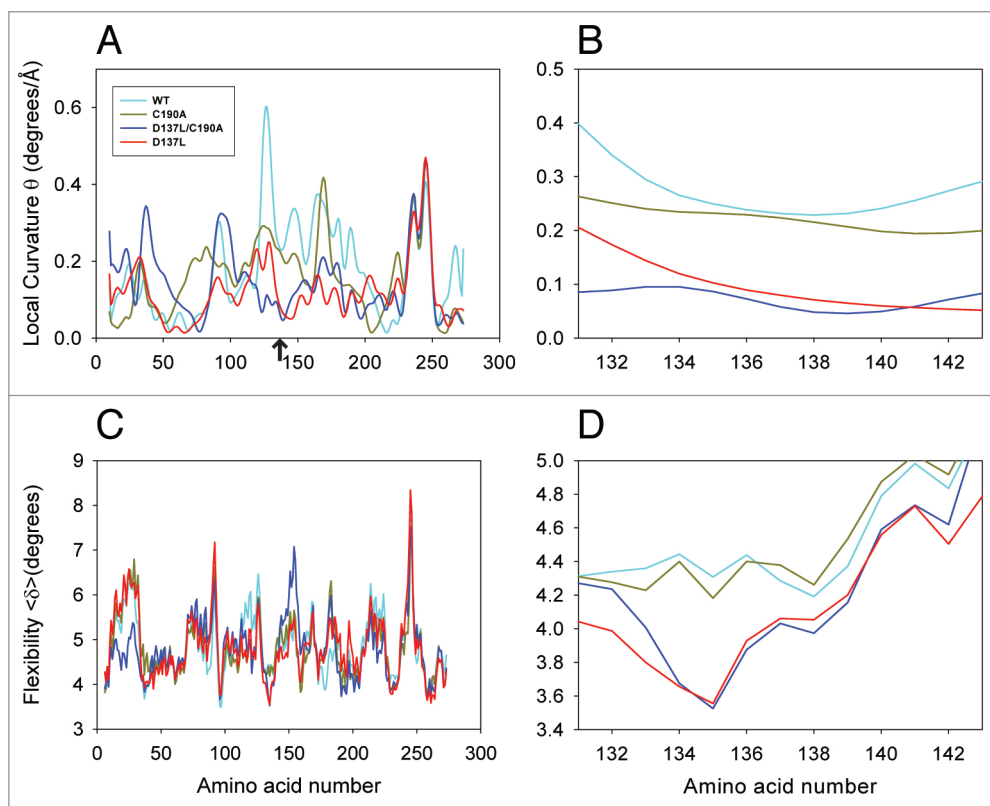 A
B
Local Curvature θ (degrees/Å)
0.6
0.4
0.2
0.0
WT
C190A
D137L/C190A
D137L
0 50 100 150 200 250 300
0.5
0.4
0.3
0.2
0.1
0.0
132 134 136 138 140 142
C
D
Flexibility <δ>(degrees)
9
8
7
6
5
4
3
0 50 100 150 200 250 300
Amino acid number
5.0
4.8
4.6
4.4
4.2
4.0
3.8
3.6
3.4
132 134 136 138 140 142
Amino acid number